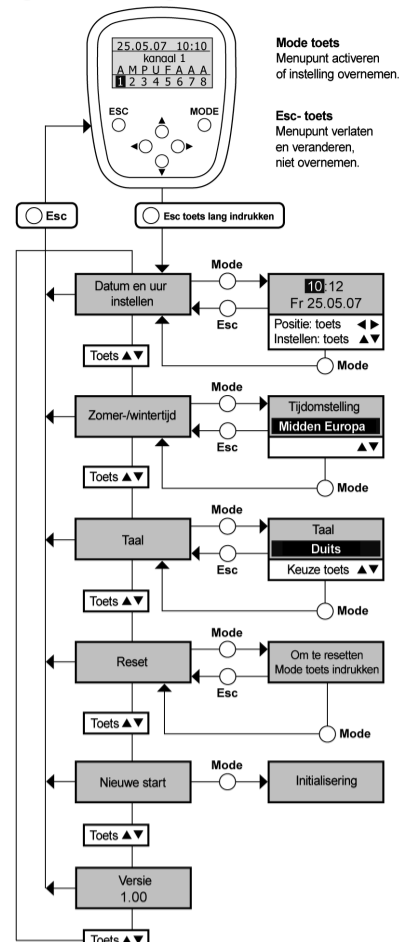 25.05.07 10:10
kanaal 1
A M P U F A A A
1 2 3 4 5 6 7 8
ESC
MODE
Mode toets
Menupunt activeren
of instelling overnemen.
Esc- toets
Menupunt verlaten
en veranderen,
niet overnemen.
Esc
Esc toets lang indrukken
Datum en uur
instellen
Mode
Esc
10:12
Fr 25.05.07
Positie: toets ◀ ▶
Instellen: toets ▲▼
Mode
Toets ▲▼
Zomer-/wintertijd
Mode
Esc
Tijdomstelling
Midden Europa
▲▼
Mode
Toets ▲▼
Taal
Mode
Esc
Taal
Duits
Keuze toets ▲▼
Mode
Toets ▲▼
Reset
Mode
Esc
Om te resetten
Mode toets indrukken
Mode
Toets ▲▼
Nieuwe start
Mode
Initialisering
Toets ▲▼
Versie
1.00
Toets ▲▼